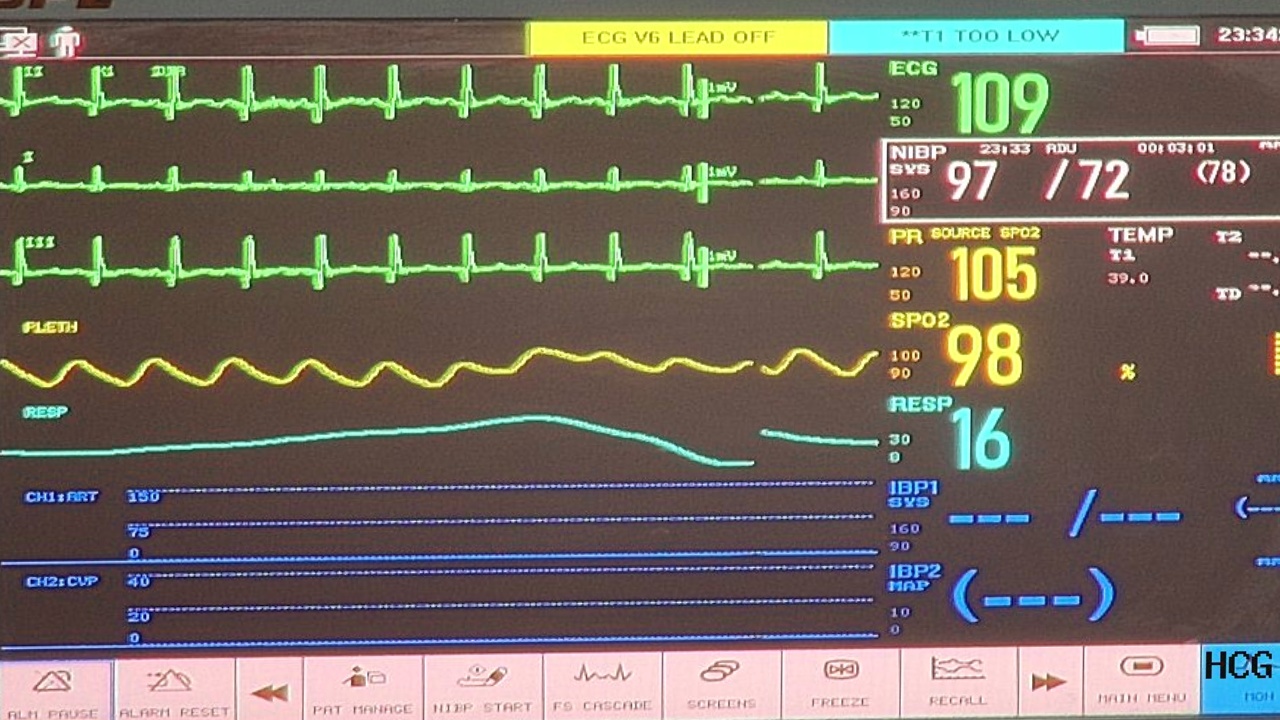 ECG V6 LEAD OFF
**T1 TOO LOW
23:34
II X1
1mV
ECG
120
50
109
I
1mV
NIBP 23:33 ADU 00:03:01
SYS
160
90
97 /72 (78)
III
1mV
PR SOURCE SPO2
120
50
105
TEMP T2
T1 --.
39.0
TD --.
PLETH
SPO2
100
90
98
%
RESP
RESP
30
0
16
CH1:ART 150
75
0
IBP1
SYS
160
90
--- /---
(--
CH2:CVP 40
20
0
IBP2
MAP
10
0
(---)
ALM PAUSE
ALARM RESET
PAT MANAGE
NIBP START
S CASCADE
SCREENS
FREEZE
RECALL
MAIN MENU
HCG
MON